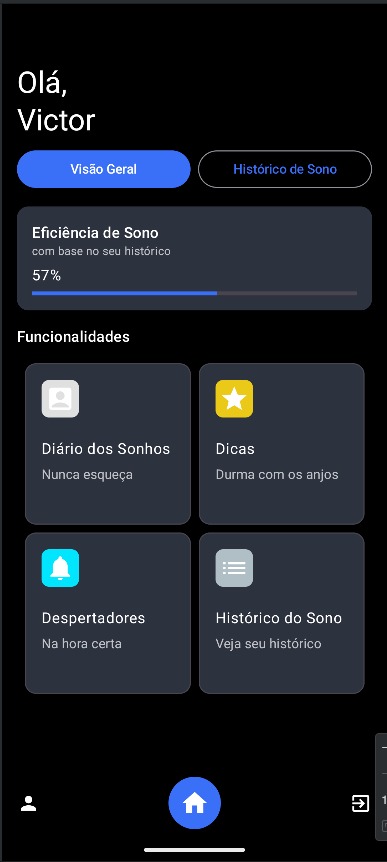 Olá,
Victor
Visão Geral
Histórico de Sono
Eficiência de Sono
com base no seu histórico
57%
Funcionalidades
Diário dos Sonhos
Nunca esqueça
Dicas
Durma com os anjos
Despertadores
Na hora certa
Histórico do Sono
Veja seu histórico